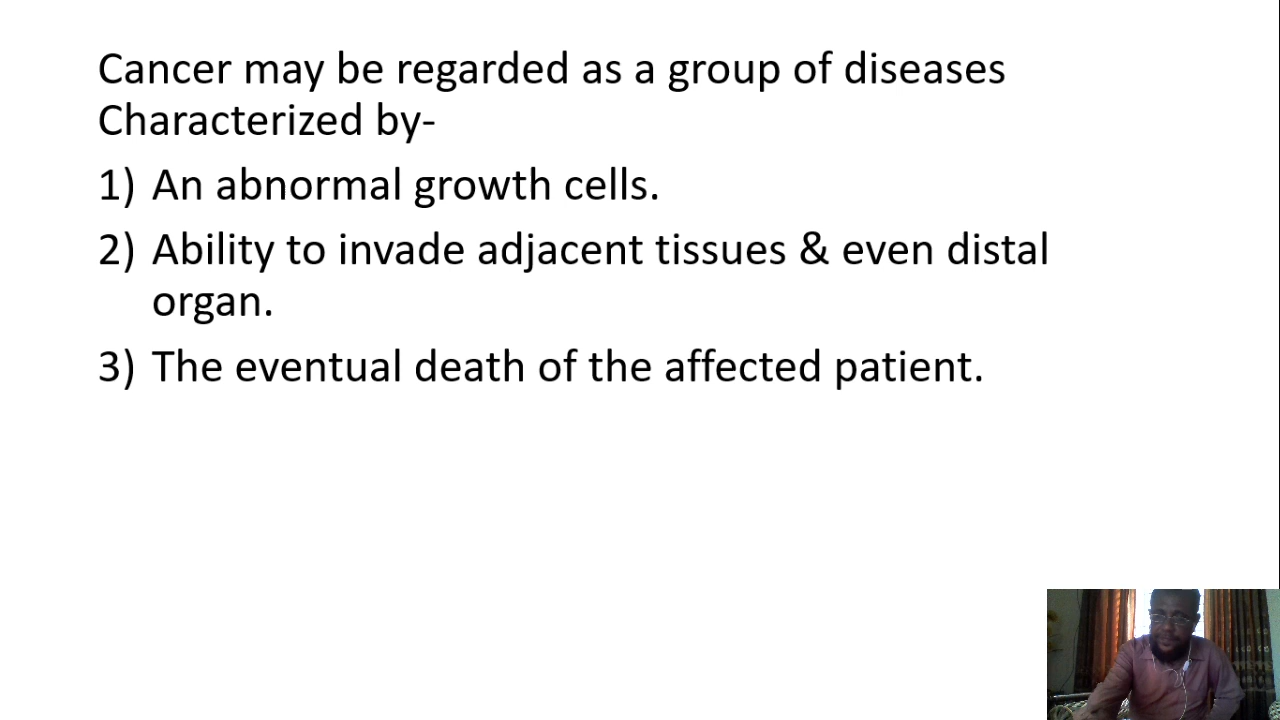 Cancer may be regarded as a group of diseases
Characterized by-
1) An abnormal growth cells.
2) Ability to invade adjacent tissues & even distal
organ.
3) The eventual death of the affected patient.